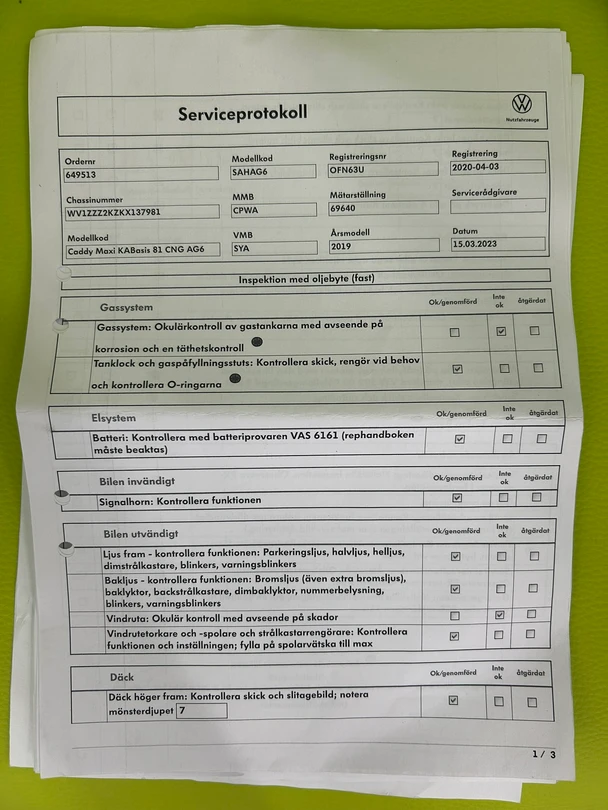 Serviceprotokoll
Nutzfahrzeuge
Ordernr
649513
Modellkod
SAHAG6
Registreringsnr
OFN63U
Registrering
2020-04-03
Chassinummer
WV1ZZZ2KZKX137981
MMB
CPWA
Mätarställning
69640
Servicerådgivare
Modellkod
Caddy Maxi KABasis 81 CNG AG6
VMB
SYA
Årsmodell
2019
Datum
15.03.2023
Inspektion med oljebyte (fast)
Gassystem
Ok/genomförd
Inte
ok
åtgärdat
Gassystem: Okulärkontroll av gastankarna med avseende på
korrosion och en täthetskontroll
Tanklock och gaspåfyllningsstuts: Kontrollera skick, rengör vid behov
och kontrollera O-ringarna
Elsystem
Ok/genomförd
Inte
ok
åtgärdat
Batteri: Kontrollera med batteriprovaren VAS 6161 (rephandboken
måste beaktas)
Bilen invändigt
Ok/genomförd
Inte
ok
åtgärdat
Signalhorn: Kontrollera funktionen
Bilen utvändigt
Ok/genomförd
Inte
ok
åtgärdat
Ljus fram - kontrollera funktionen: Parkeringsljus, halvljus, helljus,
dimstrålkastare, blinkers, varningsblinkers
Bakljus - kontrollera funktionen: Bromsljus (även extra bromsljus),
baklyktor, backstrålkastare, dimbaklyktor, nummerbelysning,
blinkers, varningsblinkers
Vindruta: Okulär kontroll med avseende på skador
Vindrutetorkare och -spolare och strålkastarrengörare: Kontrollera
funktionen och inställningen; fylla på spolarvätska till max
Däck
Ok/genomförd
Inte
ok
åtgärdat
Däck höger fram: Kontrollera skick och slitagebild; notera
mönsterdjupet 7
1 / 3